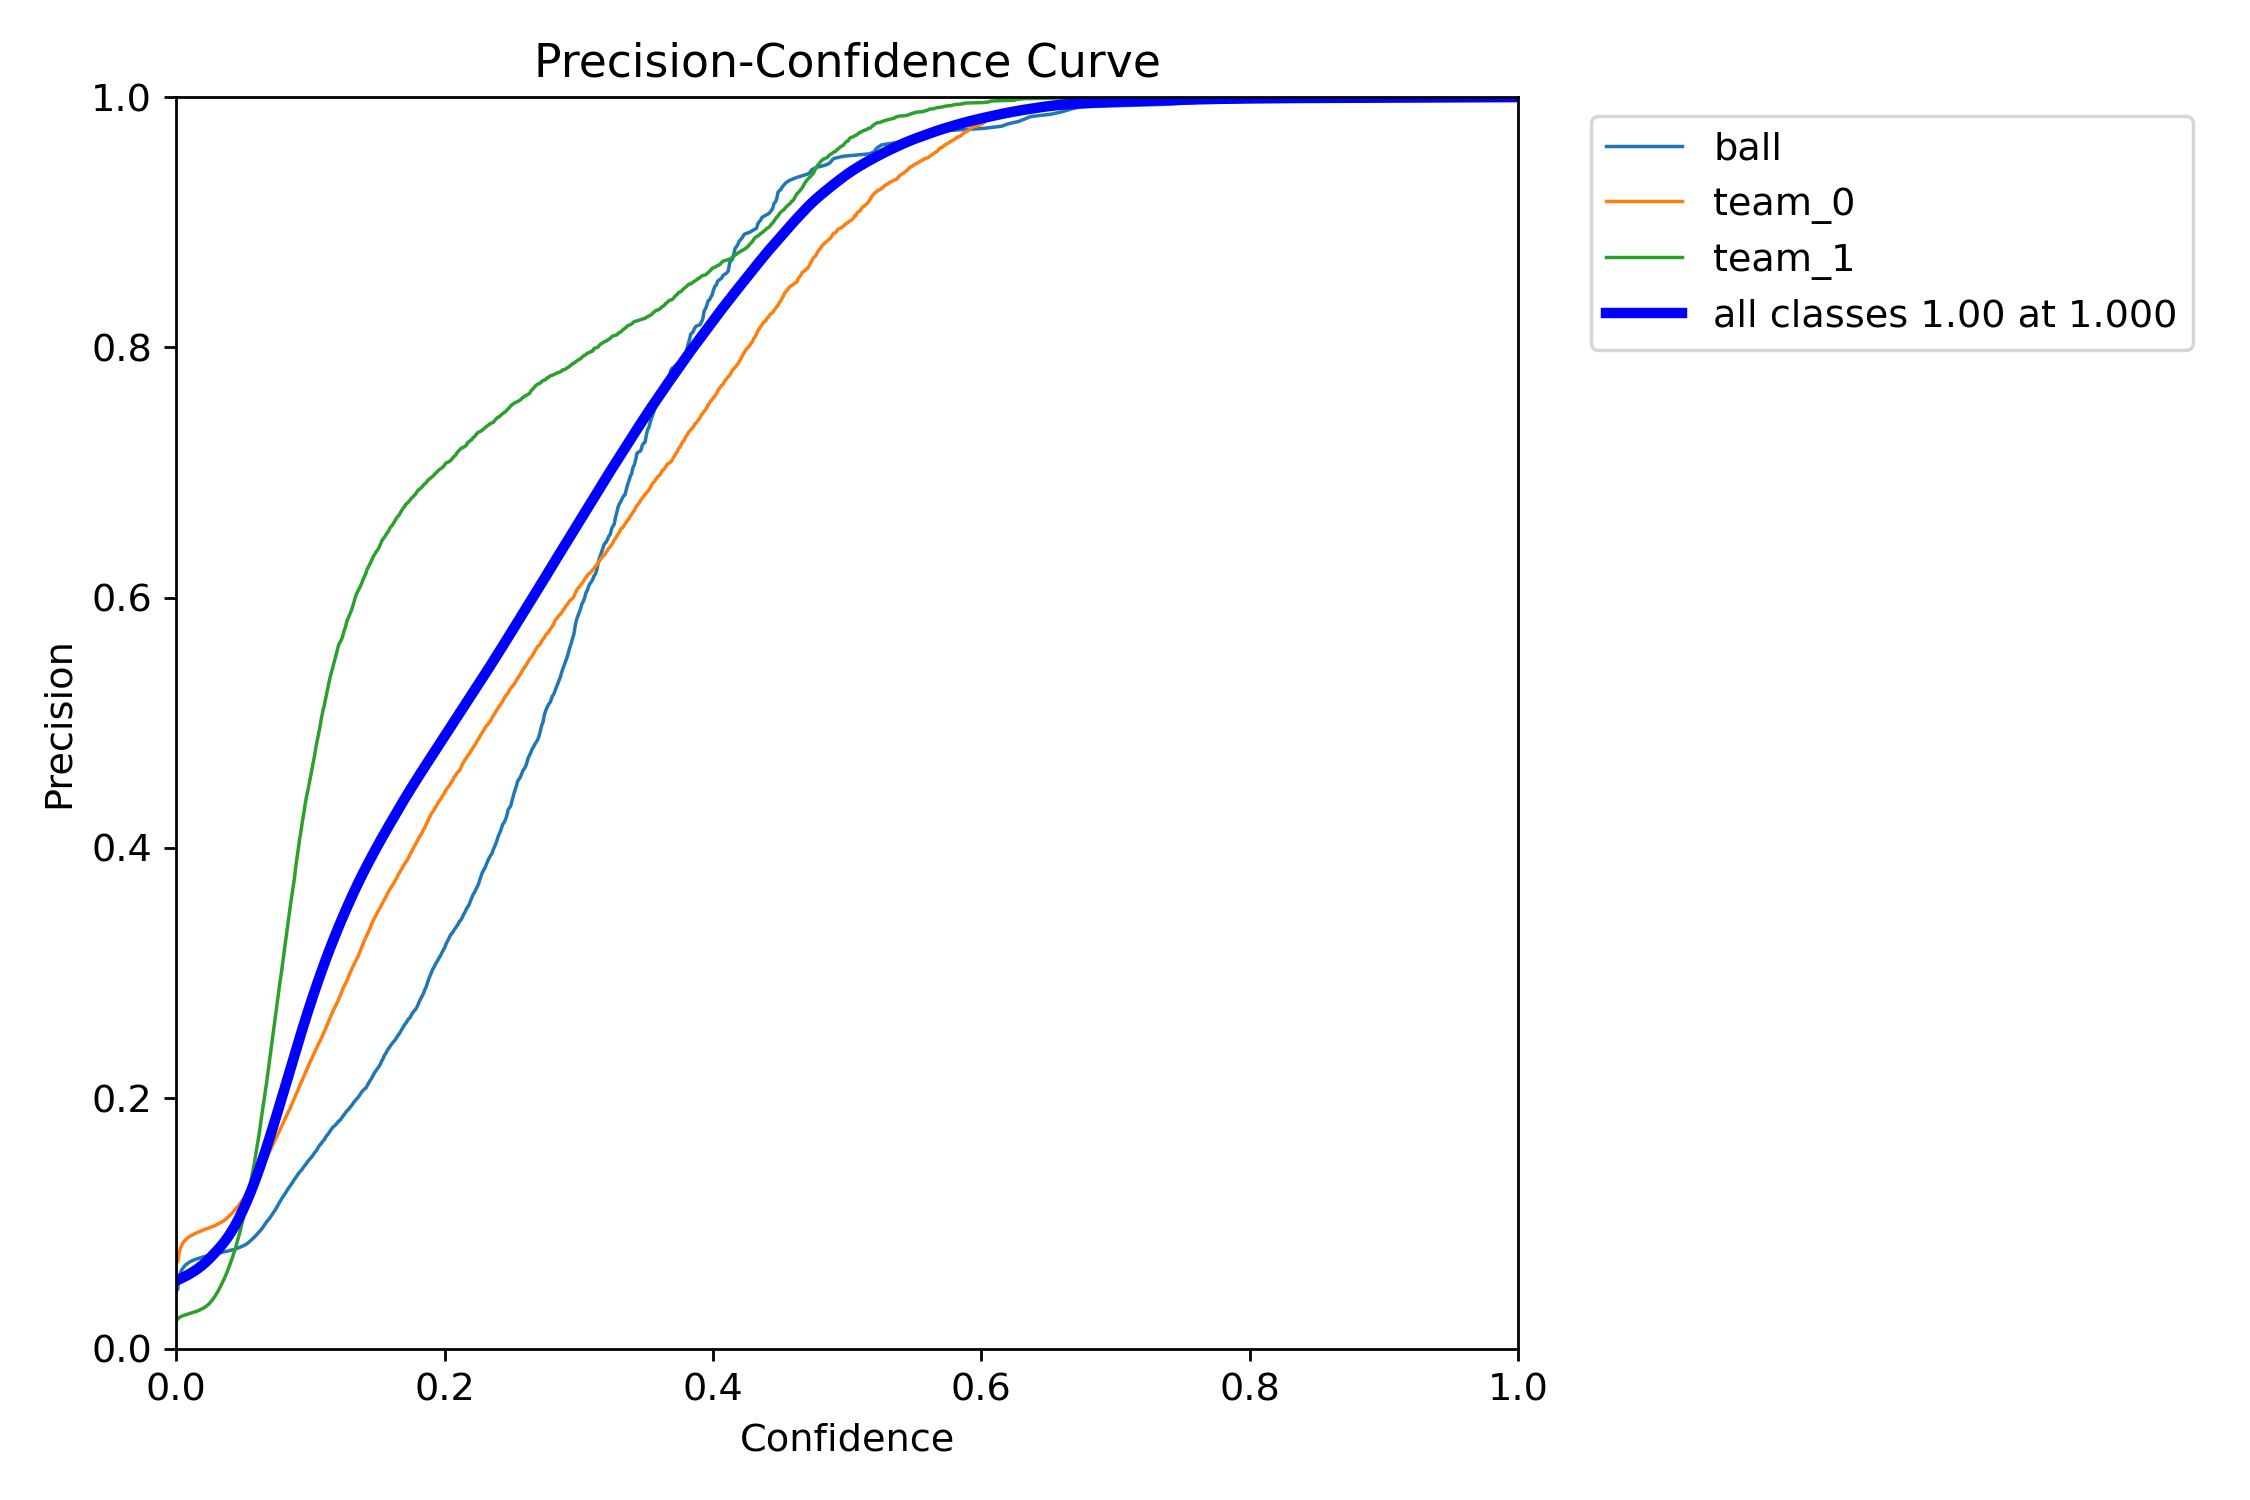 Precision-Confidence Curve
1.0
0.8
0.6
0.4
0.2
0.0
Precision
0.0 0.2 0.4 0.6 0.8 1.0
Confidence
ball
team_0
team_1
all classes 1.00 at 1.000